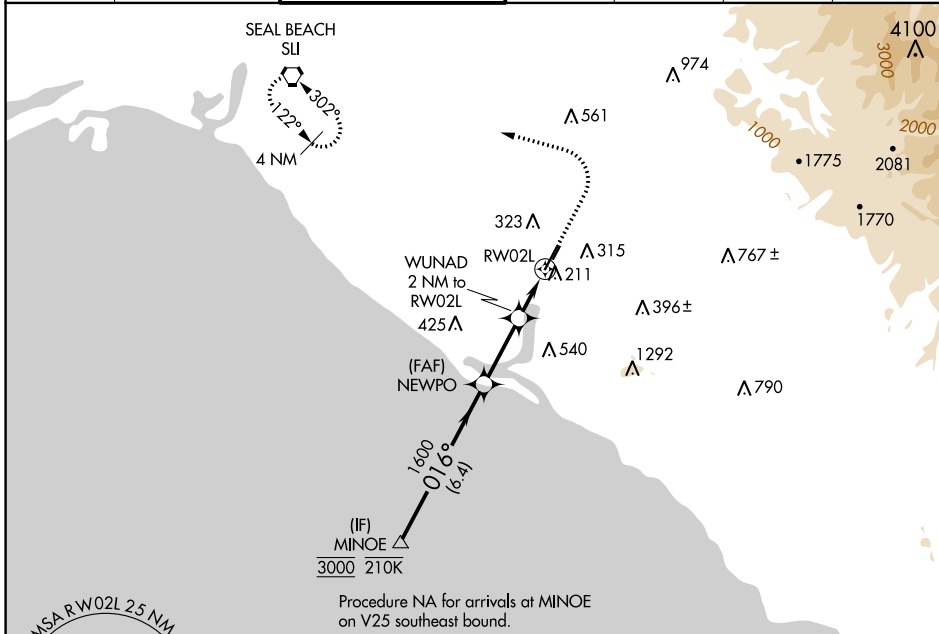 SEAL BEACH
SLI
302°
122°
4 NM
4100
3000
974
561
1000
2000
1775
2081
1770
323
RW02L
315
767 ±
WUNAD
2 NM to
RW02L
211
396 ±
425
540
1292
(FAF)
NEWPO
790
1600
016°
(6.4)
(IF)
MINOE
3000 210K
Procedure NA for arrivals at MINOE
on V25 southeast bound.
MSA RW02L 25 NM